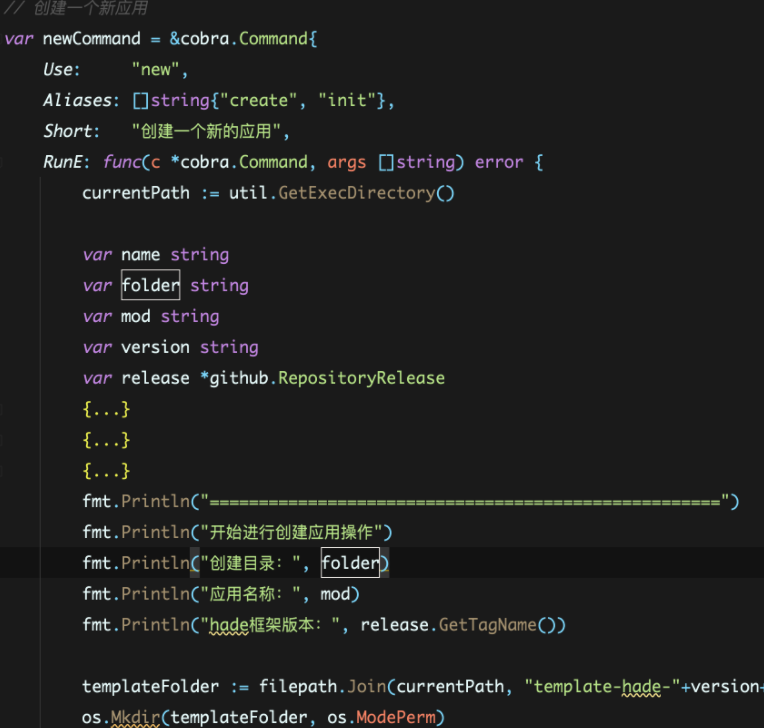 // 创建一个新应用
var newCommand = &cobra.Command{
Use: "new",
Aliases: []string{"create", "init"},
Short: "创建一个新的应用",
RunE: func(c *cobra.Command, args []string) error {
currentPath := util.GetExecDirectory()
var name string
var folder string
var mod string
var version string
var release *github.RepositoryRelease
{...}
{...}
{...}
fmt.Println("====================================================")
fmt.Println("开始进行创建应用操作")
fmt.Println("创建目录：", folder)
fmt.Println("应用名称：", mod)
fmt.Println("hade框架版本：", release.GetTagName())
templateFolder := filepath.Join(currentPath, "template-hade-"+version+
os.Mkdir(templateFolder, os.ModePerm)